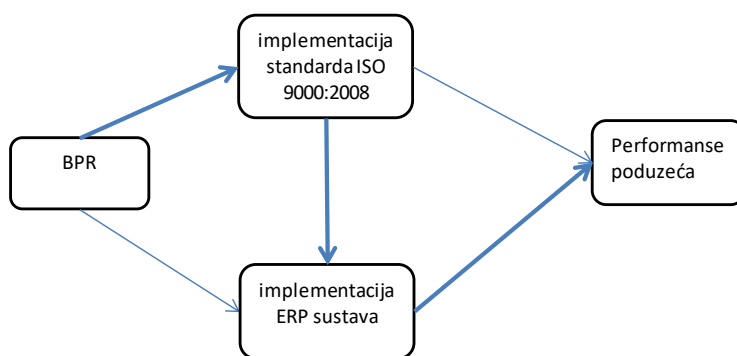 implementacija
standarda ISO
9000:2008
BPR
Performanse
poduzeća
implementacija
ERP sustava